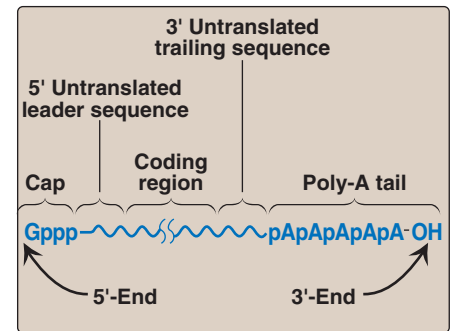 3' Untranslated
trailing sequence
5' Untranslated
leader sequence
Coding
region
Cap
Poly-A tail
Gppp
pApApApApA-OH
5'-End
3'-End